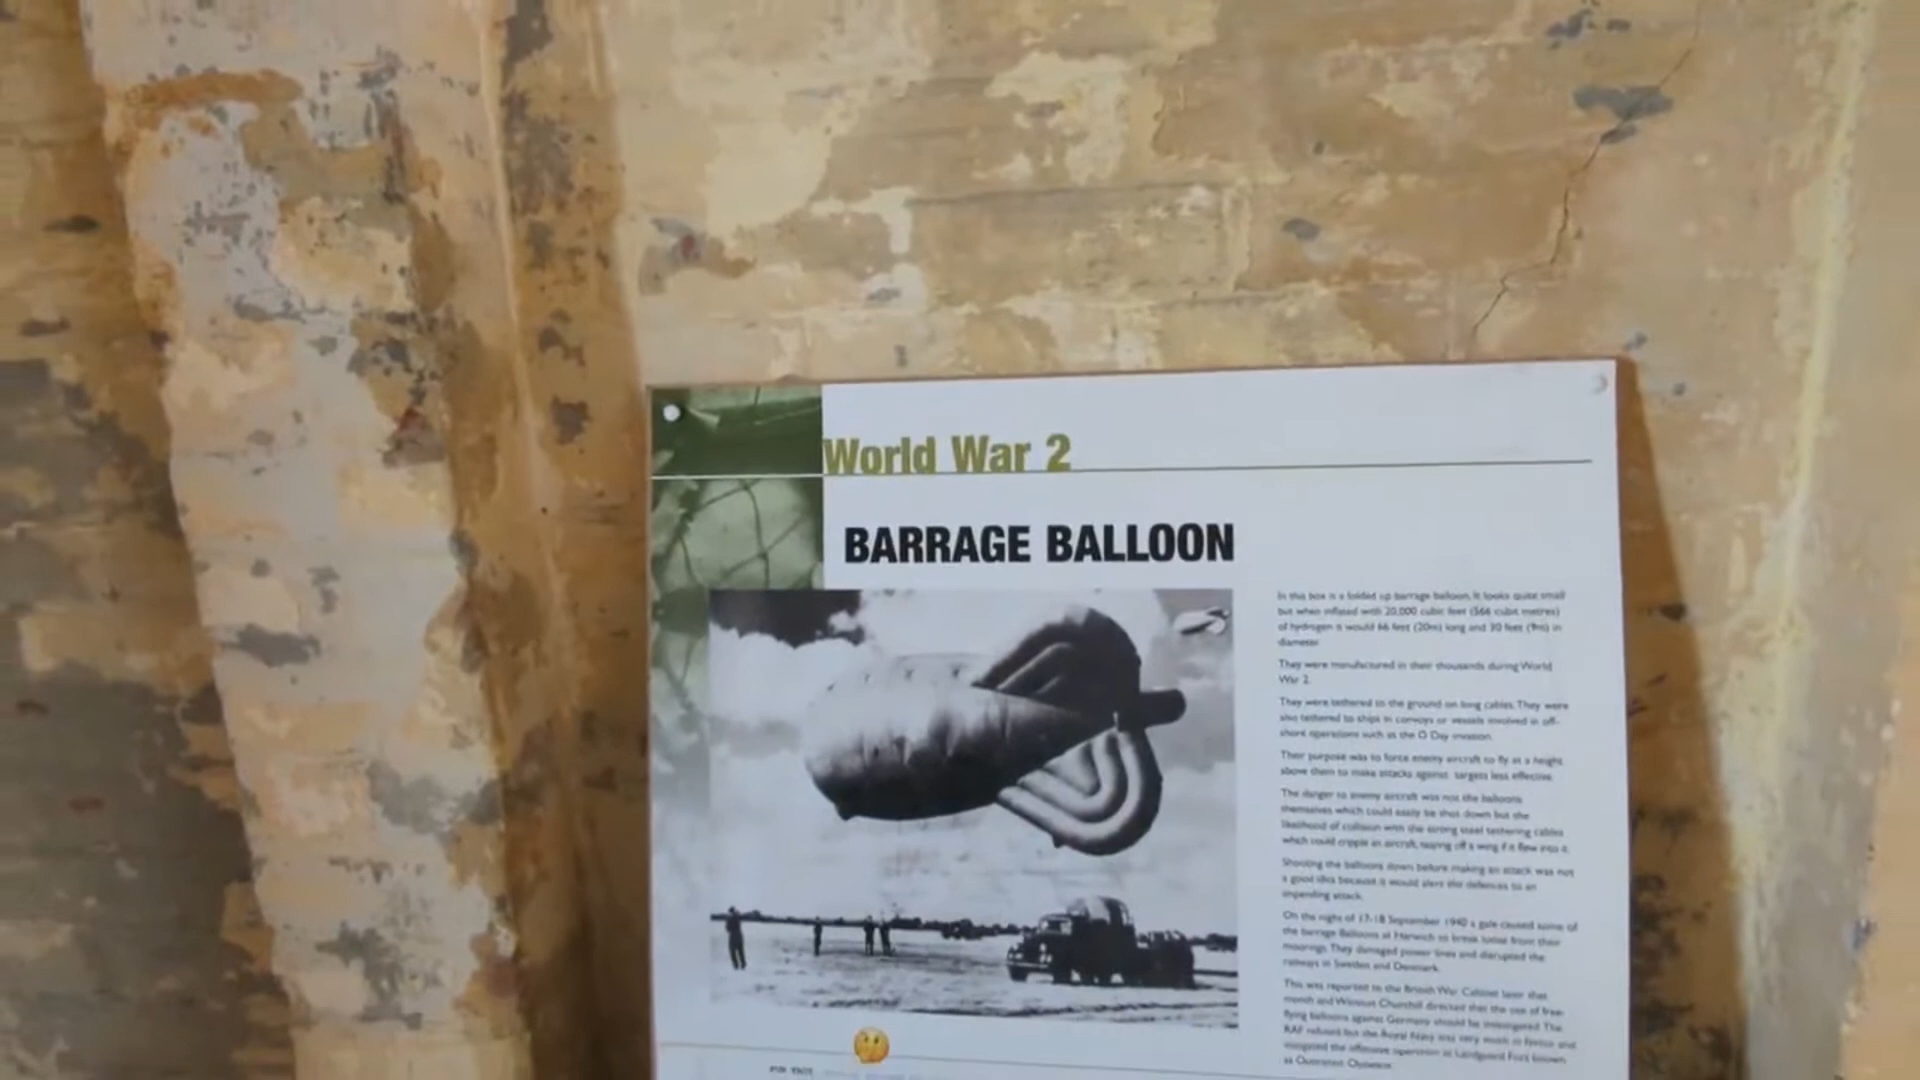 World War 2
BARRAGE BALLOON
In this box is a folded up barrage balloon. It looks quite small
but when inflated with 20,000 cubic feet (566 cubic metres)
of hydrogen it would 66 feet (20m) long and 30 feet (9m) in
diameter.
They were manufactured in their thousands during World
War 2.
They were tethered to the ground on long cables. They were
also tethered to ships in convoys or vessels involved in off-
shore operations such as the D Day invasion.
Their purpose was to force enemy aircraft to fly at a height
above them to make attacks against targets less effective.
The danger to enemy aircraft was not the balloons
themselves which could easily be shot down but the
likelihood of collision with the strong steel tethering cables
which could cripple an aircraft, tearing off a wing if it flew into it.
Shooting the balloons down before making an attack was not
a good idea because it would alert the defences to an
impending attack.
On the night of 17-18 September 1940 a gale caused some of
the barrage Balloons at Harwich to break loose from their
moorings. They damaged power lines and disrupted the
railways in Sweden and Denmark.
This was reported to the British War Cabinet later that
month and Winston Churchill directed that the use of free-
flying balloons against Germany should be investigated. The
RAF refused but the Royal Navy was very much in favour and
instigated the offensive operation at Landguard Fort known
as Operation Outward.